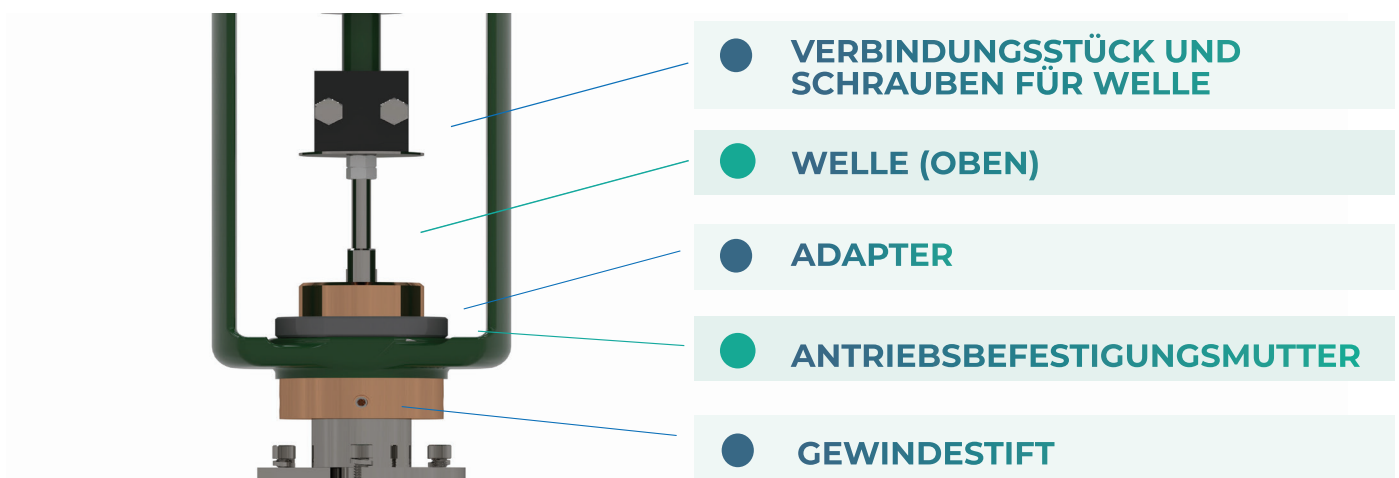 VERBINDUNGSSTÜCK UND
SCHRAUBEN FÜR WELLE
WELLE (OBEN)
ADAPTER
ANTRIEBSBEFESTIGUNGSMUTTER
GEWINDESTIFT